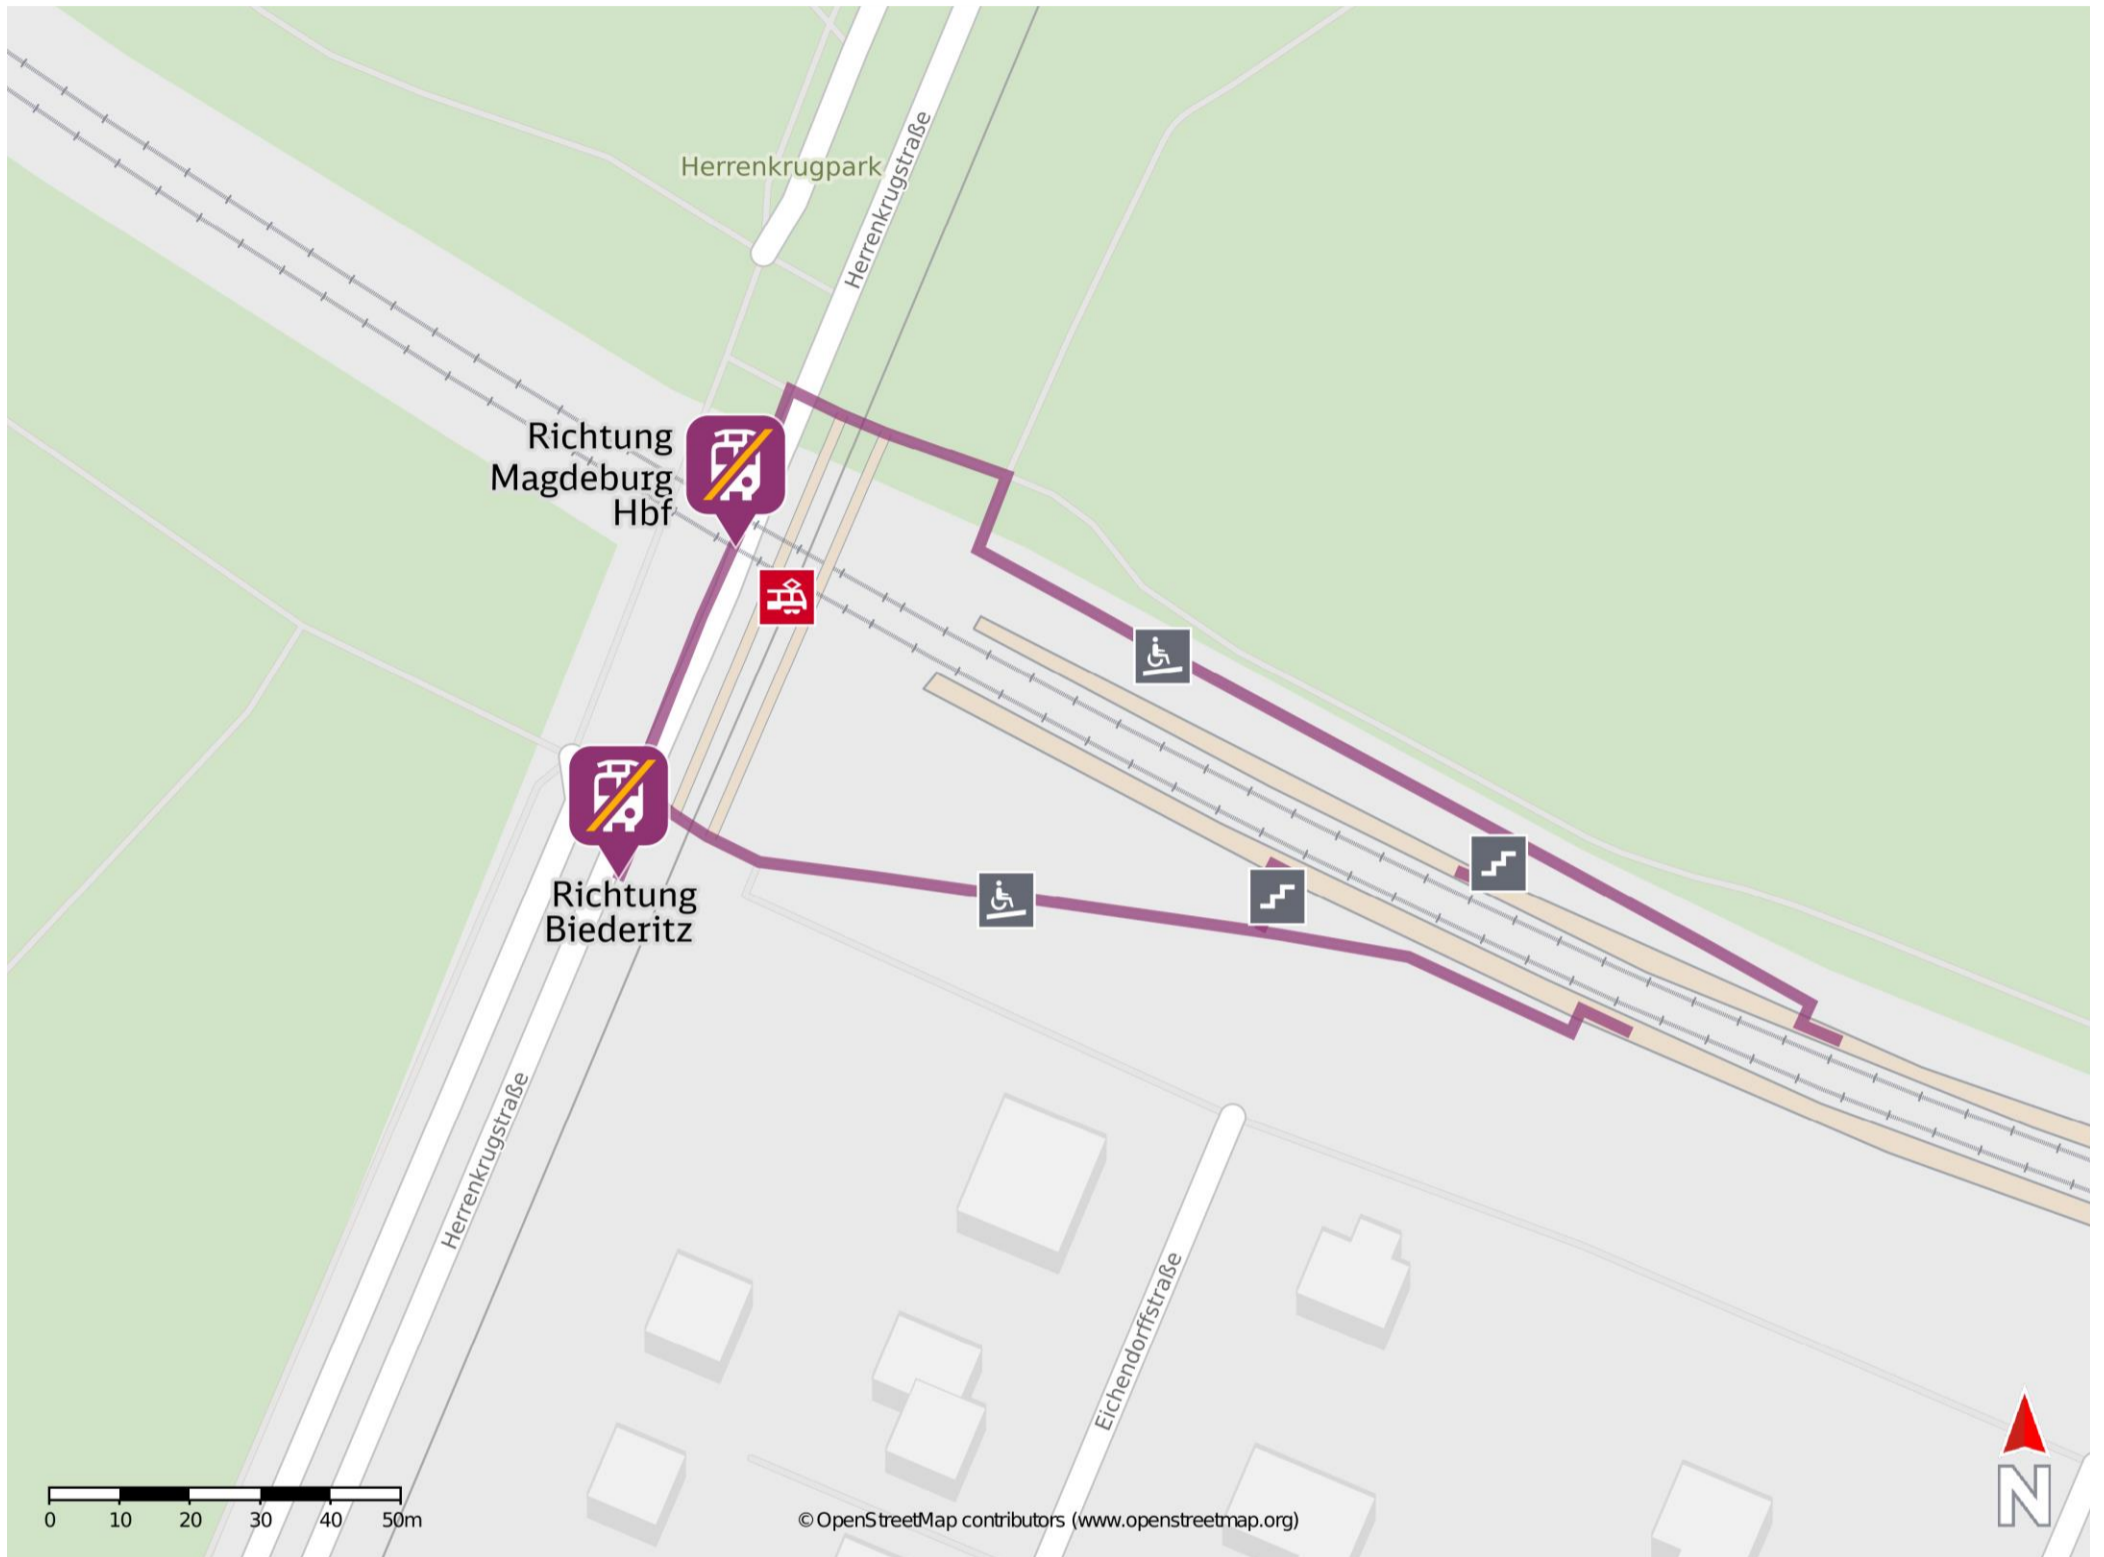 Herrenkrugpark
Herrenkrugstraße
Richtung
Magdeburg
Hbf
Richtung
Biederitz
Herrenkrugstraße
Eichendorffstraße
0 10 20 30 40 50m
© OpenStreetMap contributors (www.openstreetmap.org)
N